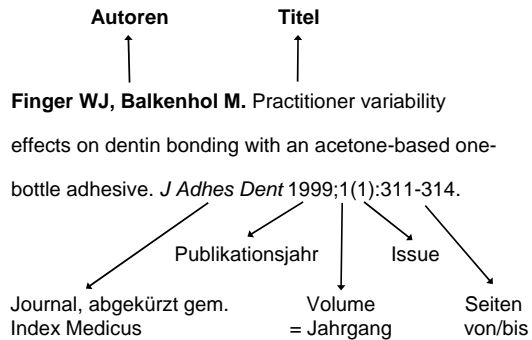 Autoren Titel
Finger WJ, Balkenhol M. Practitioner variability
effects on dentin bonding with an acetone-based one-
bottle adhesive. J Adhes Dent 1999;1(1):311-314.
Publikationsjahr Issue
Journal, abgekürzt gem. Volume Seiten
Index Medicus = Jahrgang von/bis